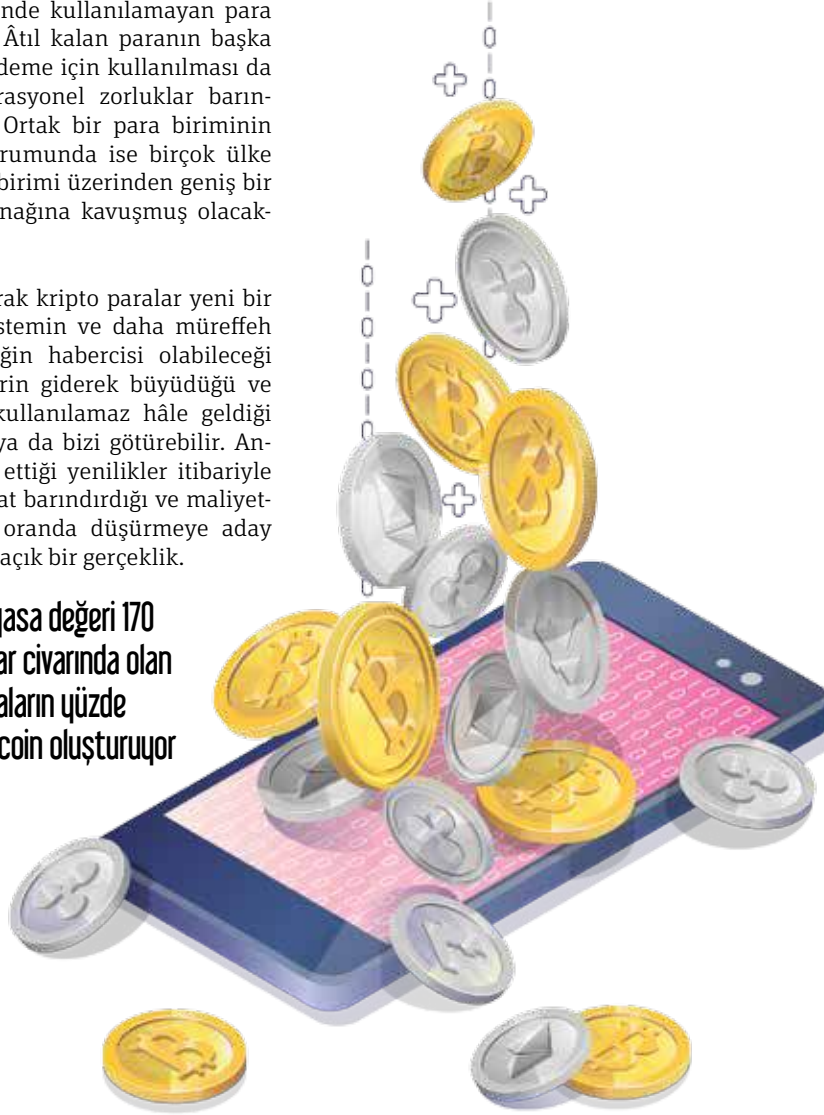 inde kullanılamayan para
Âtıl kalan paranın başka
deme için kullanılması da
rasyonel zorluklar barın-
Ortak bir para biriminin
rumunda ise birçok ülke
birimi üzerinden geniş bir
nağına kavuşmuş olacak-
rak kripto paralar yeni bir
stemin ve daha müreffeh
ğin habercisi olabileceği
rin giderek büyüdüğü ve
kullanılamaz hâle geldiği
ya da bizi götürebilir. An-
ettiği yenilikler itibariyle
at barındırdığı ve maliyet-
oranda düşürmeye aday
açık bir gerçeklik.
yasa değeri 170
ar civarında olan
aların yüzde
coin oluşturuyor